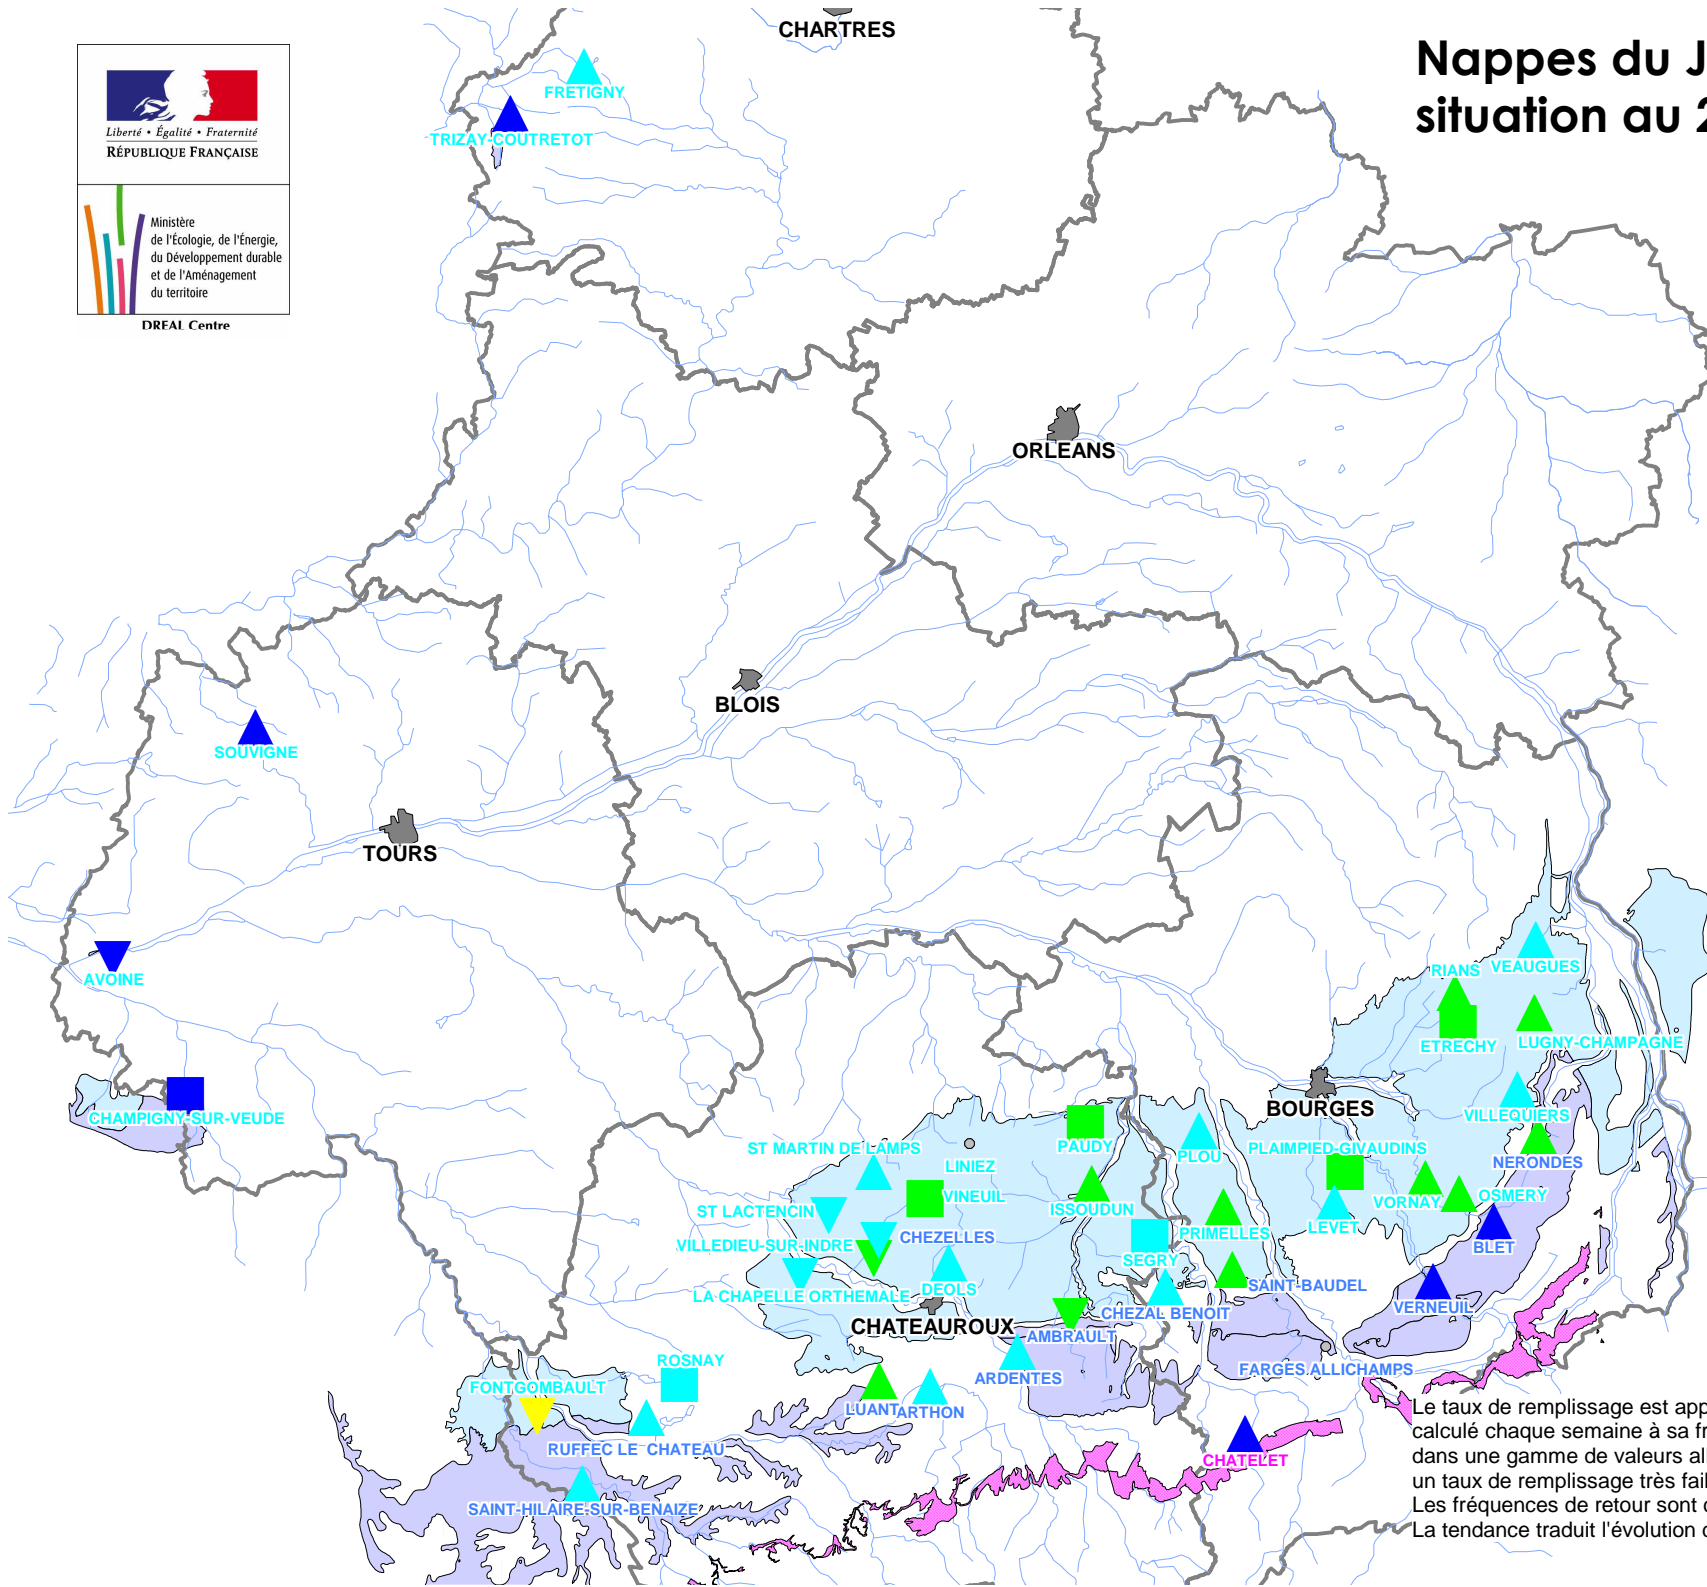 CHARTRES
Nappes du J
situation au 2
FRETIGNY
TRIZAY-COUTRETOT
Liberté • Égalité • Fraternité
RÉPUBLIQUE FRANÇAISE
Ministère
de l'Écologie, de l'Énergie,
du Développement durable
et de l'Aménagement
du territoire
DREAL Centre
ORLEANS
BLOIS
SOUVIGNE
TOURS
AVOINE
RIANS
VEAUGUES
ETRECHY
LUGNY-CHAMPAGNE
CHAMPIGNY-SUR-VEUDE
BOURGES
VILLEQUIERS
ST MARTIN DE LAMPS
PAUDY
PLOU
PLAIMPIED-GIVAUDINS
LINIEZ
NERONDES
VINEUIL
ST LACTENCIN
ISSOUDUN
VORNAY
OSMERY
PRIMELLES
LEVET
VILLEDIEU-SUR-INDRE
CHEZELLES
SEGRY
BLET
LA CHAPELLE ORTHEMALE
DEOLS
SAINT-BAUDEL
CHEZAL BENOIT
VERNEUIL
CHATEAUROUX
AMBRAULT
ROSNAY
ARDENTES
FARGES ALLICHAMPS
FONTGOMBAULT
LUANT
ARTHON
RUFFEC LE CHATEAU
CHATELET
SAINT-HILAIRE-SUR-BENAIZE
Le taux de remplissage est app
calculé chaque semaine à sa fr
dans une gamme de valeurs all
un taux de remplissage très fail
Les fréquences de retour sont c
La tendance traduit l'évolution d